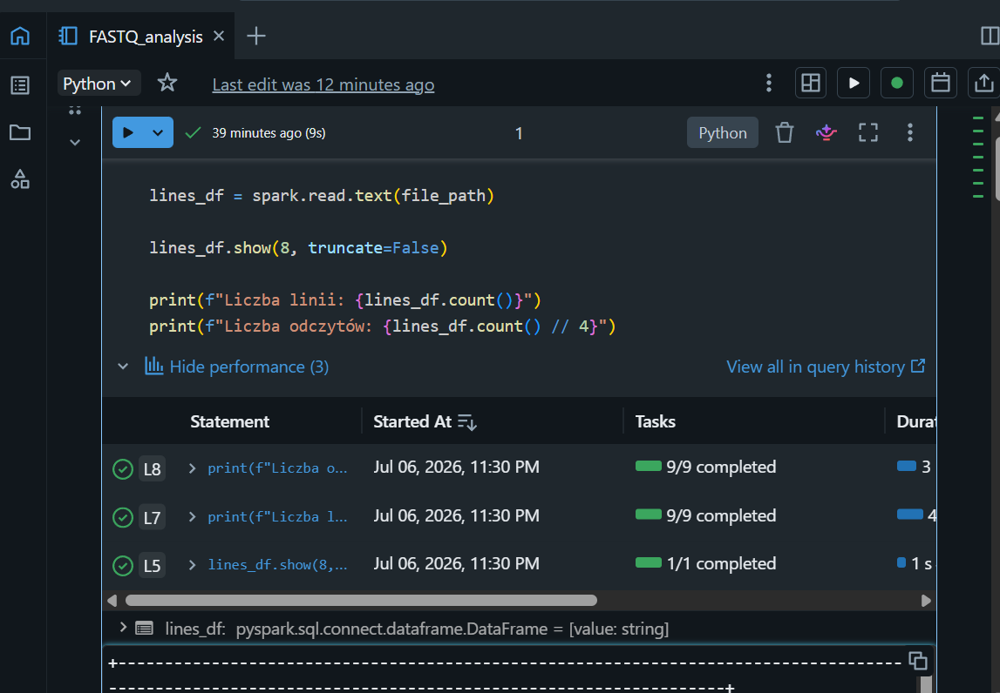 FASTQ_analysis
Python
Last edit was 12 minutes ago
39 minutes ago (9s)
1
Python
lines_df = spark.read.text(file_path)
lines_df.show(8, truncate=False)
print(f"Liczba linii: {lines_df.count()}")
print(f"Liczba odczytów: {lines_df.count() // 4}")
Hide performance (3)
View all in query history
Statement Started At Tasks Durat
L8 print(f"Liczba o... Jul 06, 2026, 11:30 PM 9/9 completed 3
L7 print(f"Liczba l... Jul 06, 2026, 11:30 PM 9/9 completed 4
L5 lines_df.show(8,... Jul 06, 2026, 11:30 PM 1/1 completed 1 s
lines_df: pyspark.sql.connect.dataframe.DataFrame = [value: string]